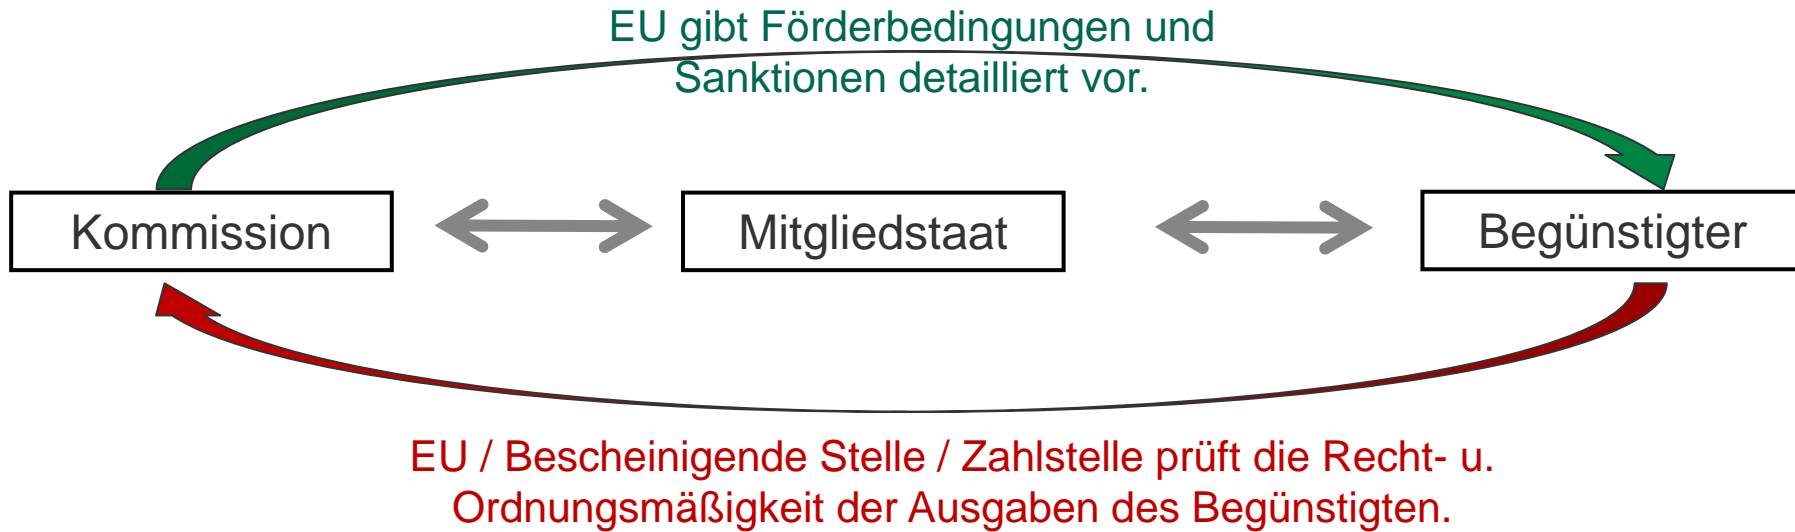 EU gibt Förderbedingungen und
Sanktionen detailliert vor.
Kommission
Mitgliedstaat
Begünstigter
EU / Bescheinigende Stelle / Zahlstelle prüft die Recht- u.
Ordnungsmäßigkeit der Ausgaben des Begünstigten.